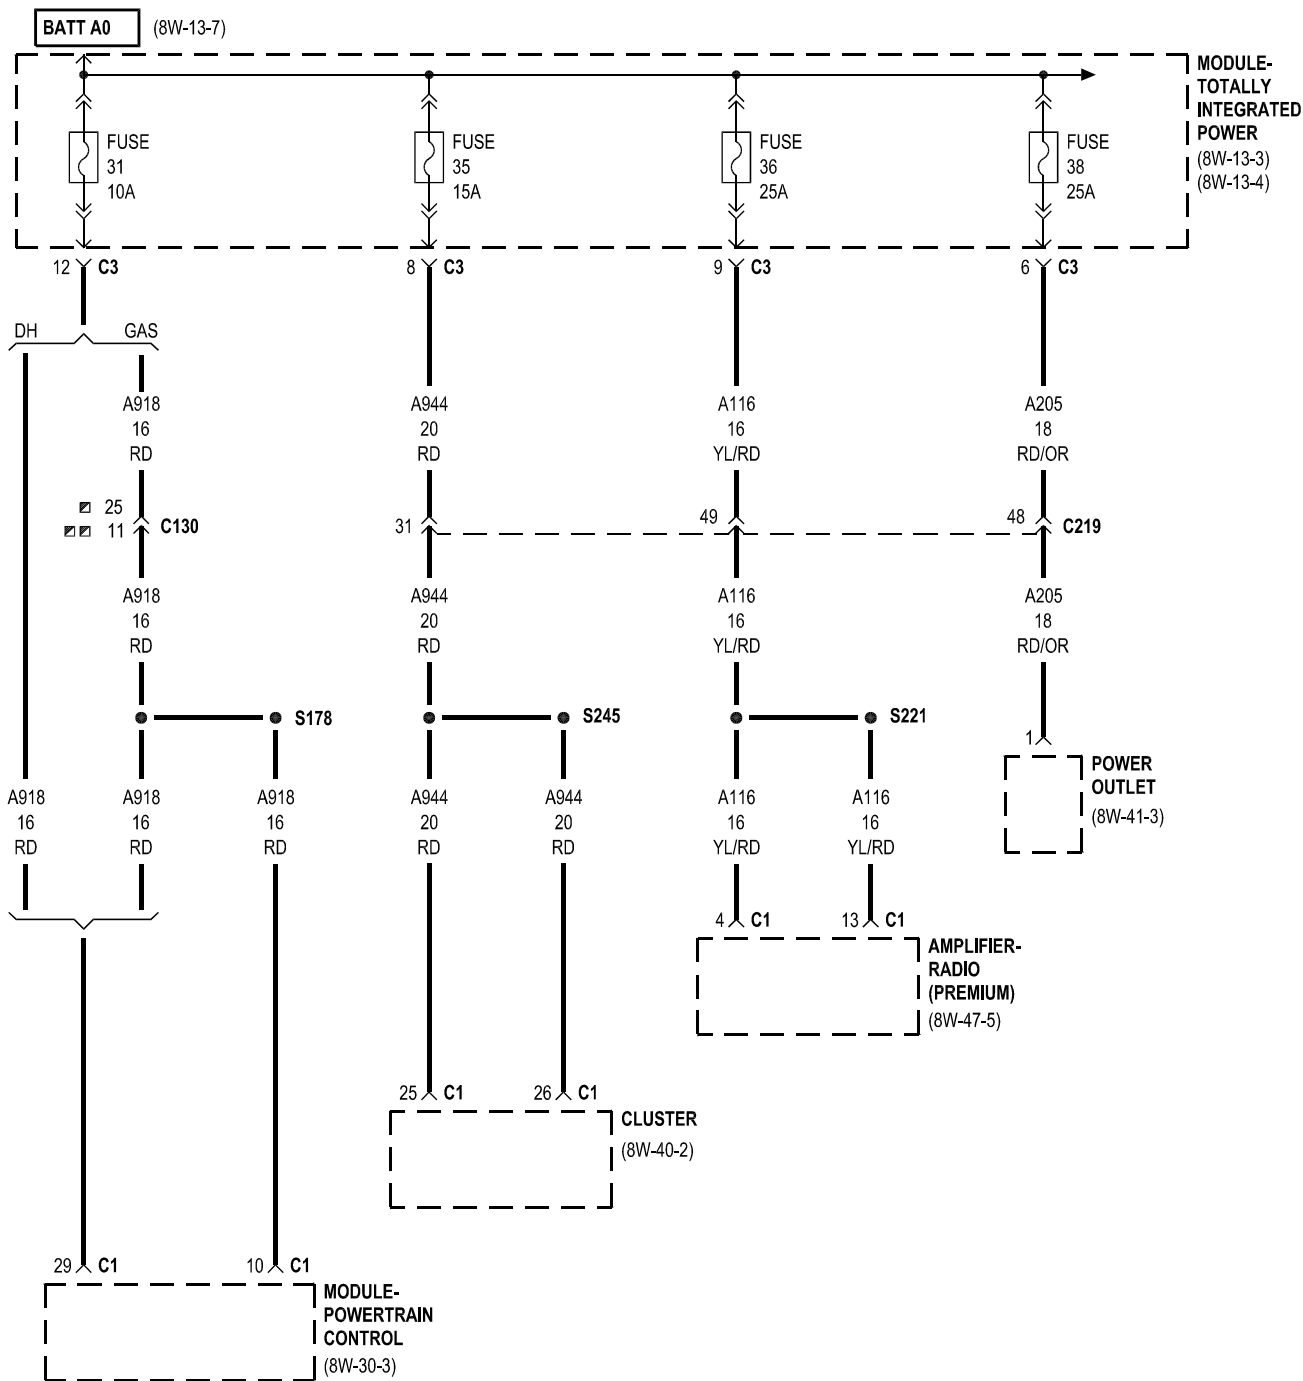 BATT A0 (8W-13-7)
MODULE-
TOTALLY
INTEGRATED
POWER
(8W-13-3)
(8W-13-4)
FUSE
31
10A
FUSE
35
15A
FUSE
36
25A
FUSE
38
25A
12 C3
8 C3
9 C3
6 C3
DH GAS
A918
16
RD
A944
20
RD
A116
16
YL/RD
A205
18
RD/OR
25
11 C130
31
49
48 C219
A918
16
RD
A944
20
RD
A116
16
YL/RD
A205
18
RD/OR
S178
S245
S221
1
POWER
OUTLET
(8W-41-3)
A918
16
RD
A918
16
RD
A918
16
RD
A944
20
RD
A944
20
RD
A116
16
YL/RD
A116
16
YL/RD
4 C1
13 C1
AMPLIFIER-
RADIO
(PREMIUM)
(8W-47-5)
25 C1
26 C1
CLUSTER
(8W-40-2)
29 C1
10 C1
MODULE-
POWERTRAIN
CONTROL
(8W-30-3)